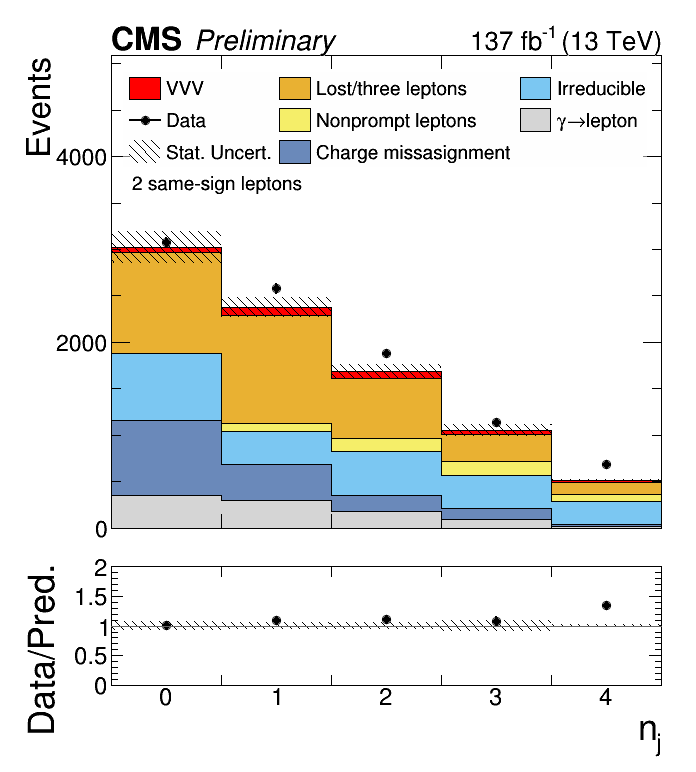 CMS Preliminary 137 fb⁻¹ (13 TeV)
Events
VVV Lost/three leptons Irreducible
Data Nonprompt leptons γ→lepton
Stat. Uncert. Charge missasignment
2 same-sign leptons
4000
2000
0
Data/Pred.
2
1.5
1
0.5
0
0 1 2 3 4
n_j